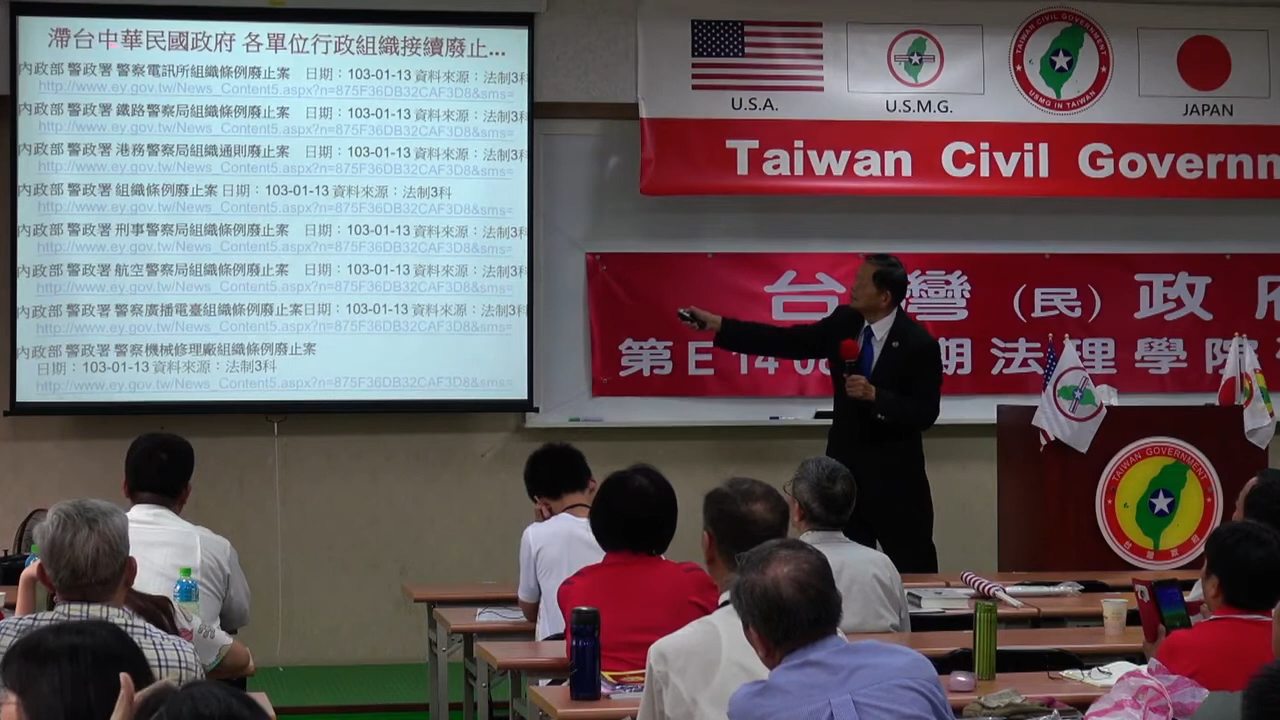 滯台中華民國政府 各單位行政組織接續廢止...
內政部 警政署 警察電訊所組織條例廢止案 日期：103-01-13 資料來源：法制3科
http://www.ey.gov.tw/News_Content5.aspx?n=875F36DB32CAF3D8&sms=
內政部 警政署 鐵路警察局組織條例廢止案 日期：103-01-13 資料來源：法制3科
http://www.ey.gov.tw/News_Content5.aspx?n=875F36DB32CAF3D8&sms=
內政部 警政署 港務警察局組織通則廢止案 日期：103-01-13 資料來源：法制3科
http://www.ey.gov.tw/News_Content5.aspx?n=875F36DB32CAF3D8&sms=
內政部 警政署 組織條例廢止案 日期：103-01-13 資料來源：法制3科
http://www.ey.gov.tw/News_Content5.aspx?n=875F36DB32CAF3D8&sms=
內政部 警政署 刑事警察局組織條例廢止案 日期：103-01-13 資料來源：法制3科
http://www.ey.gov.tw/News_Content5.aspx?n=875F36DB32CAF3D8&sms=
內政部 警政署 航空警察局組織條例廢止案 日期：103-01-13 資料來源：法制3科
http://www.ey.gov.tw/News_Content5.aspx?n=875F36DB32CAF3D8&sms=
內政部 警政署 警察廣播電臺組織條例廢止案日期：103-01-13 資料來源：法制3科
http://www.ey.gov.tw/News_Content5.aspx?n=875F36DB32CAF3D8&sms=
內政部 警政署 警察機械修理廠組織條例廢止案
日期：103-01-13 資料來源：法制3科
http://www.ey.gov.tw/News_Content5.aspx?n=875F36DB32CAF3D8&sms=
U.S.A.
U.S.M.G.
TAIWAN CIVIL GOVERNMENT
USMG IN TAIWAN
JAPAN
Taiwan Civil Governm
台灣（民）政府
第E14 期法理學院
TAIWAN GOVERNMENT
台灣政府